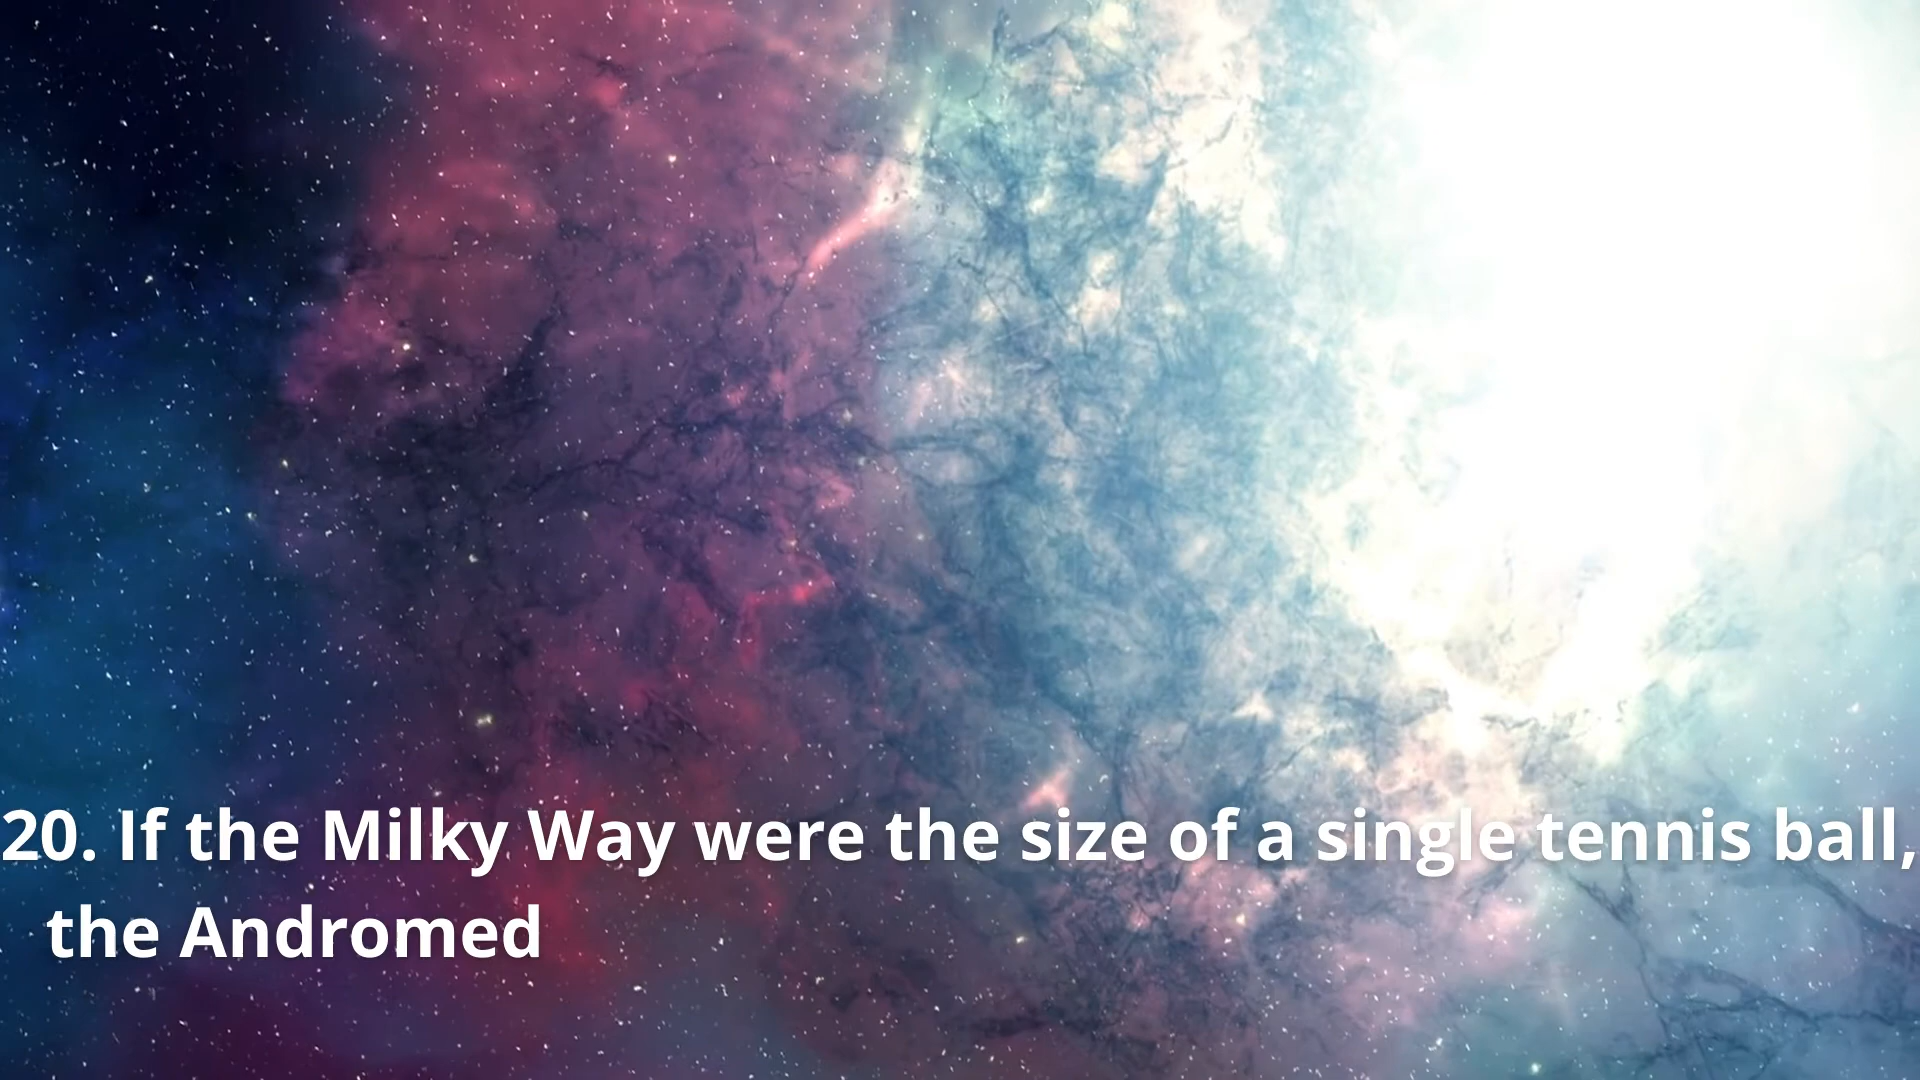 20. If the Milky Way were the size of a single tennis ball,
the Andromed